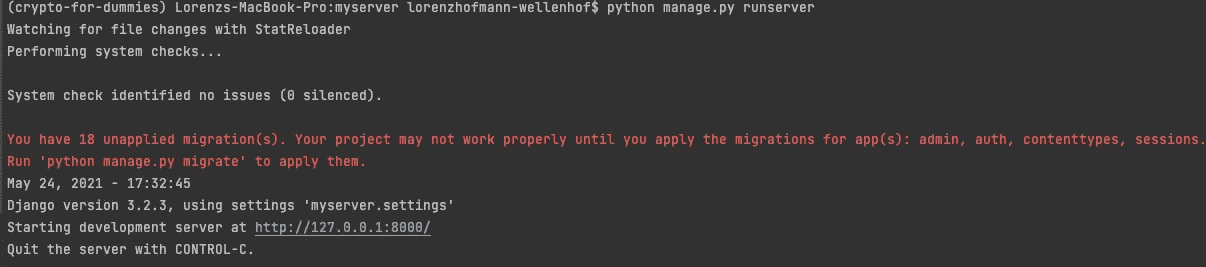 (crypto-for-dummies) Lorenzs-MacBook-Pro:myserver lorenzhofmann-wellenhof$ python manage.py runserver
Watching for file changes with StatReloader
Performing system checks...
System check identified no issues (0 silenced).
You have 18 unapplied migration(s). Your project may not work properly until you apply the migrations for app(s): admin, auth, contenttypes, sessions.
Run 'python manage.py migrate' to apply them.
May 24, 2021 - 17:32:45
Django version 3.2.3, using settings 'myserver.settings'
Starting development server at http://127.0.0.1:8000/
Quit the server with CONTROL-C.